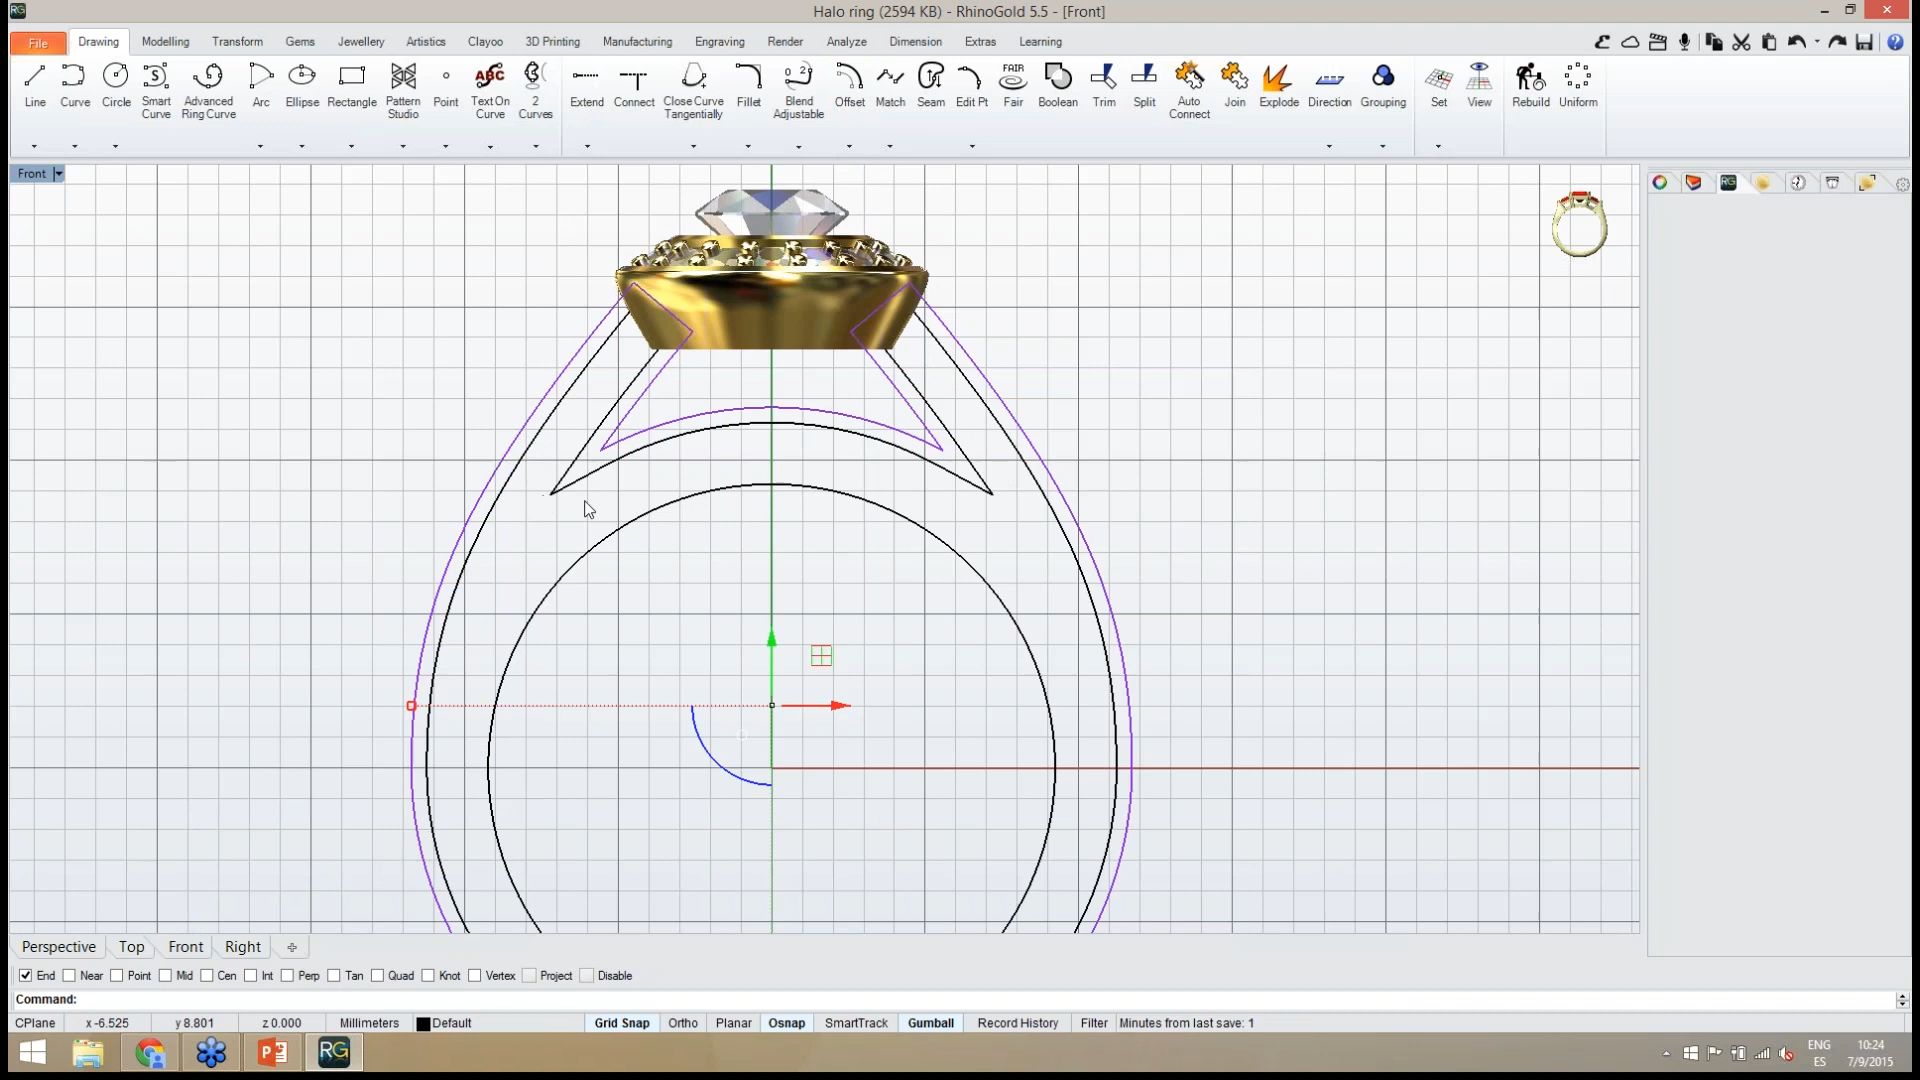 RG
Halo ring (2594 KB) - RhinoGold 5.5 - [Front]
File
Drawing
Modelling
Transform
Gems
Jewellery
Artistics
Clayoo
3D Printing
Manufacturing
Engraving
Render
Analyze
Dimension
Extras
Learning
ABC
FAIR
Line
Curve
Circle
Smart Curve
Advanced Ring Curve
Arc
Ellipse
Rectangle
Pattern Studio
Point
Text On Curve
2 Curves
Extend
Connect
Close Curve Tangentially
Fillet
Blend Adjustable
Offset
Match
Seam
Edit Pt
Fair
Boolean
Trim
Split
Auto Connect
Join
Explode
Direction
Grouping
Set
View
Rebuild
Uniform
Front
RG
Perspective
Top
Front
Right
End
Near
Point
Mid
Cen
Int
Perp
Tan
Quad
Knot
Vertex
Project
Disable
Command:
CPlane
x -6.525
y 8.801
z 0.000
Millimeters
Default
Grid Snap
Ortho
Planar
Osnap
SmartTrack
Gumball
Record History
Filter
Minutes from last save: 1
RG
ENG
ES
10:24
7/9/2015